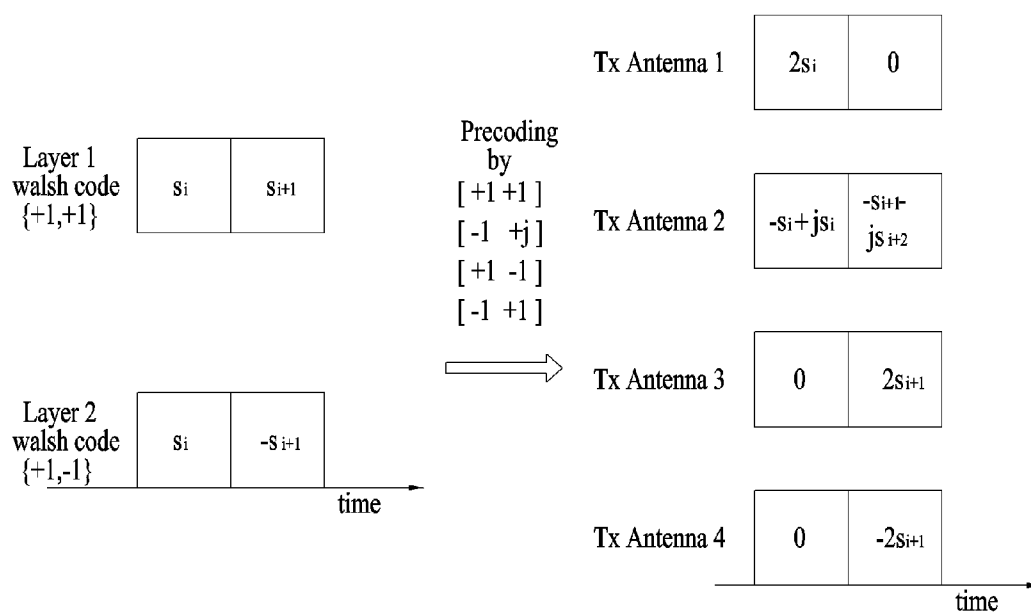 Layer 1
walsh code
{+1,+1}
si
si+1
Layer 2
walsh code
{+1,-1}
si
-si+1
time
Precoding
by
[ +1 +1 ]
[ -1 +j ]
[ +1 -1 ]
[ -1 +1 ]
Tx Antenna 1
2si
0
Tx Antenna 2
-si+jsi
-si+1-
jsi+2
Tx Antenna 3
0
2si+1
Tx Antenna 4
0
-2si+1
time